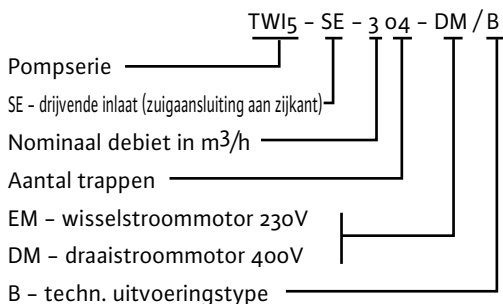 TWI5 – SE – 3 04 – DM / B
Pompserie
SE – drijvende inlaat (zuigaansluiting aan zijkant)
Nominaal debiet in m3/h
Aantal trappen
EM – wisselstroommotor 230V
DM – draaistroommotor 400V
B – techn. uitvoeringstype